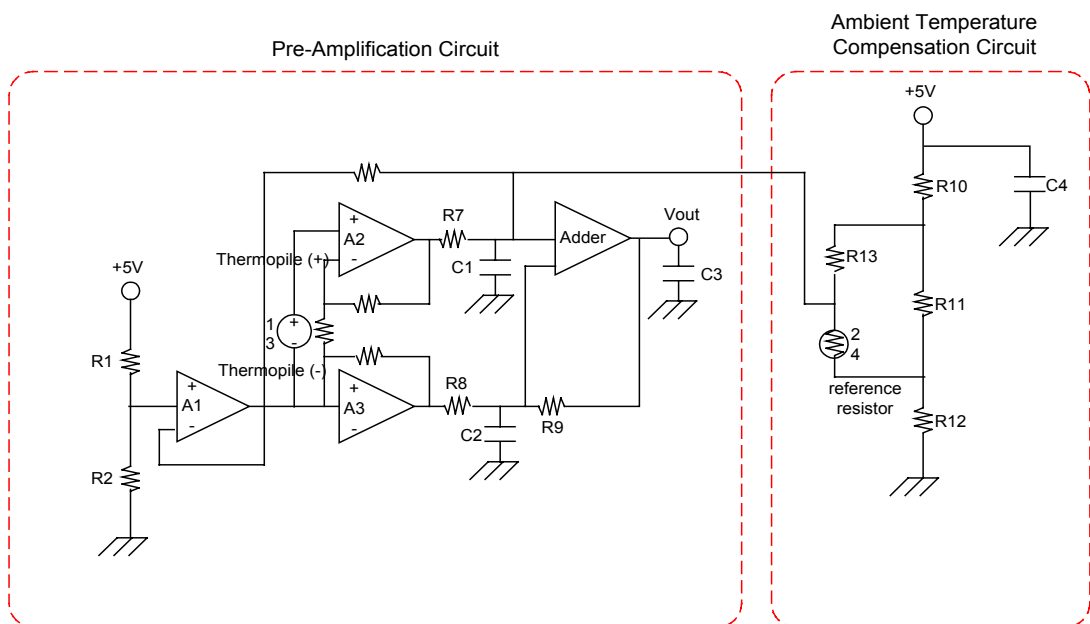 Pre-Amplification Circuit
Ambient Temperature
Compensation Circuit
+5V
R10
C4
R7
Vout
+
A2
-
Adder
R13
Thermopile (+)
C1
C3
+5V
R11
1
+
3
-
2
4
R1
Thermopile (-)
reference
resistor
+
A1
-
+
A3
-
R8
R9
R12
C2
R2